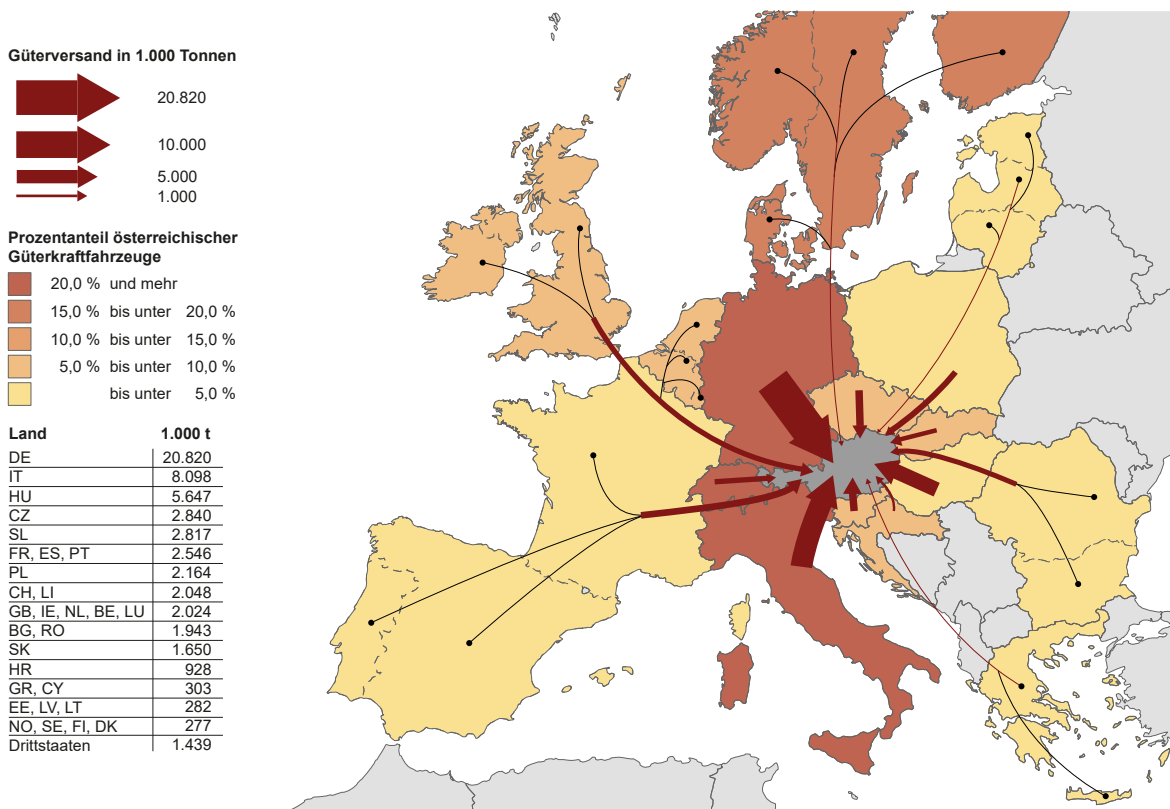 Güterversand in 1.000 Tonnen
20.820
10.000
5.000
1.000
Prozentanteil österreichischer
Güterkraftfahrzeuge
20,0 % und mehr
15,0 % bis unter 20,0 %
10,0 % bis unter 15,0 %
5,0 % bis unter 10,0 %
bis unter 5,0 %
Land 1.000 t
DE 20.820
IT 8.098
HU 5.647
CZ 2.840
SL 2.817
FR, ES, PT 2.546
PL 2.164
CH, LI 2.048
GB, IE, NL, BE, LU 2.024
BG, RO 1.943
SK 1.650
HR 928
GR, CY 303
EE, LV, LT 282
NO, SE, FI, DK 277
Drittstaaten 1.439